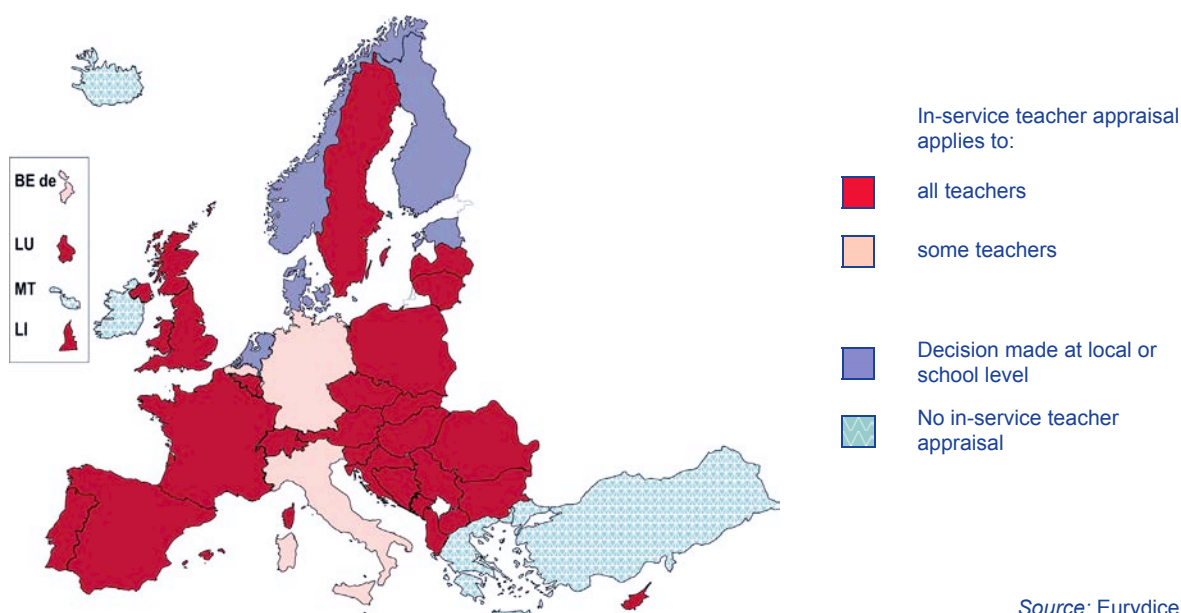 BE de
LU
MT
LI
In-service teacher appraisal
applies to:
all teachers
some teachers
Decision made at local or
school level
No in-service teacher
appraisal
Source: Eurydice